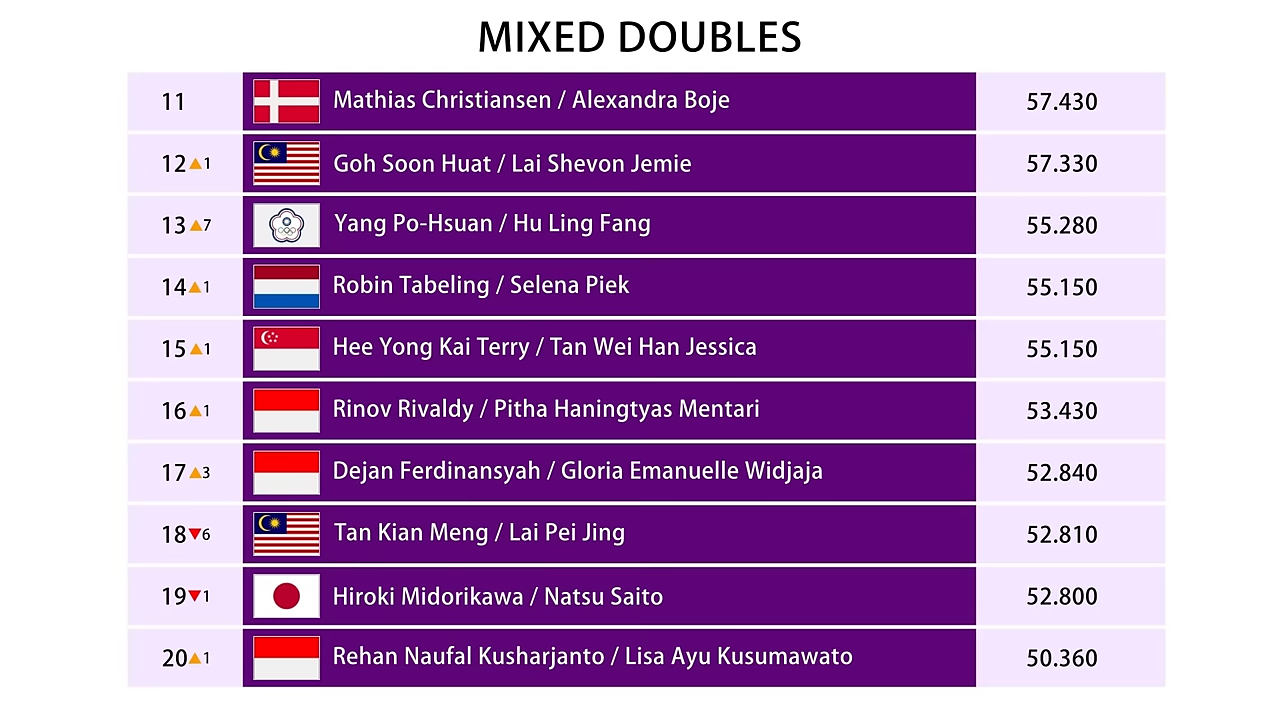 MIXED DOUBLES
11 Mathias Christiansen / Alexandra Boje 57.430
12▲1 Goh Soon Huat / Lai Shevon Jemie 57.330
13▲7 Yang Po-Hsuan / Hu Ling Fang 55.280
14▲1 Robin Tabeling / Selena Piek 55.150
15▲1 Hee Yong Kai Terry / Tan Wei Han Jessica 55.150
16▲1 Rinov Rivaldy / Pitha Haningtyas Mentari 53.430
17▲3 Dejan Ferdinansyah / Gloria Emanuelle Widjaja 52.840
18▼6 Tan Kian Meng / Lai Pei Jing 52.810
19▼1 Hiroki Midorikawa / Natsu Saito 52.800
20▲1 Rehan Naufal Kusharjanto / Lisa Ayu Kusumawato 50.360